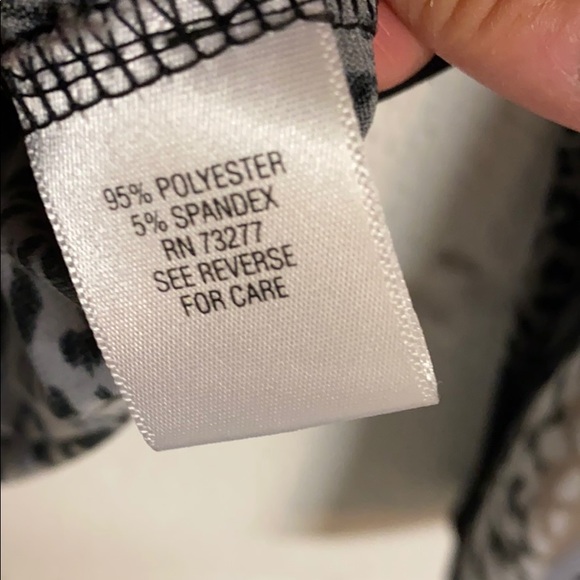 95% POLYESTER
5% SPANDEX
RN 73277
SEE REVERSE
FOR CARE